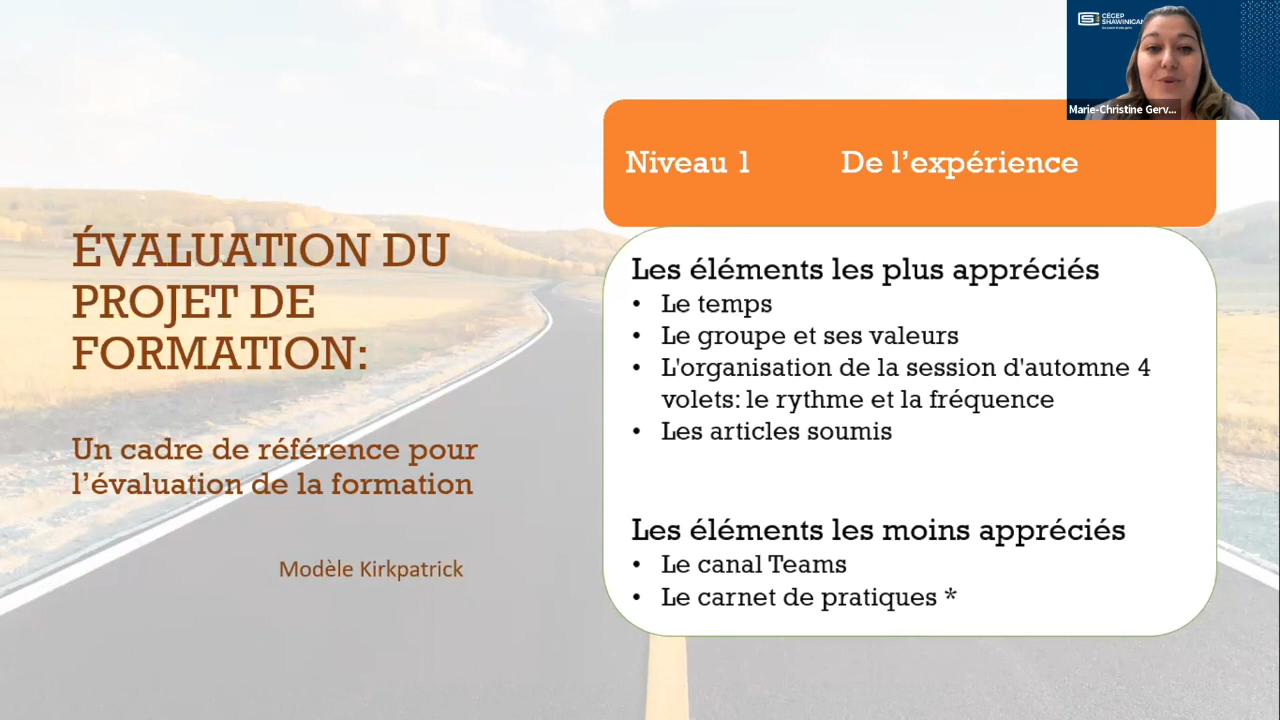 CÉGEP
SHAWINIGAN
Marie-Christine Gerv...
Niveau 1 De l’expérience
ÉVALUATION DU
PROJET DE
FORMATION:
Un cadre de référence pour
l’évaluation de la formation
Modèle Kirkpatrick
Les éléments les plus appréciés
• Le temps
• Le groupe et ses valeurs
• L'organisation de la session d'automne 4
volets: le rythme et la fréquence
• Les articles soumis
Les éléments les moins appréciés
• Le canal Teams
• Le carnet de pratiques *